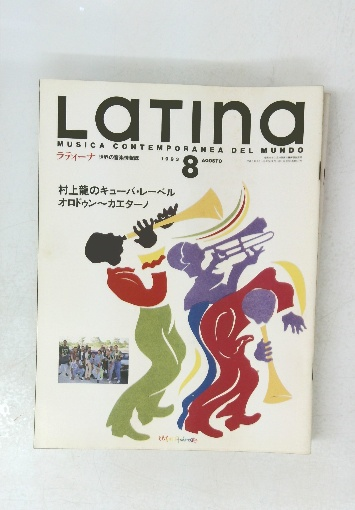 LaTina
MUSICA CONTEMPORANEA DEL MUNDO
ラティーナ 1993 8 AGOSTO
村上龍のキューバ・レーベル
オロドゥン〜カエターノ